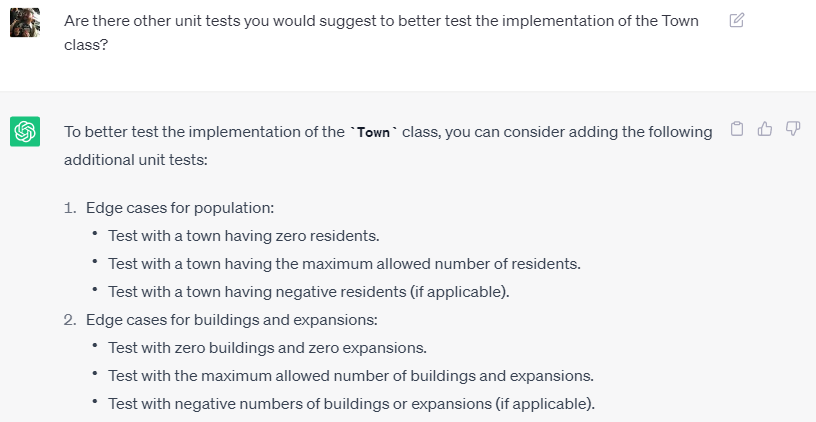 Are there other unit tests you would suggest to better test the implementation of the Town
class?
To better test the implementation of the `Town` class, you can consider adding the following
additional unit tests:
1. Edge cases for population:
• Test with a town having zero residents.
• Test with a town having the maximum allowed number of residents.
• Test with a town having negative residents (if applicable).
2. Edge cases for buildings and expansions:
• Test with zero buildings and zero expansions.
• Test with the maximum allowed number of buildings and expansions.
• Test with negative numbers of buildings or expansions (if applicable).